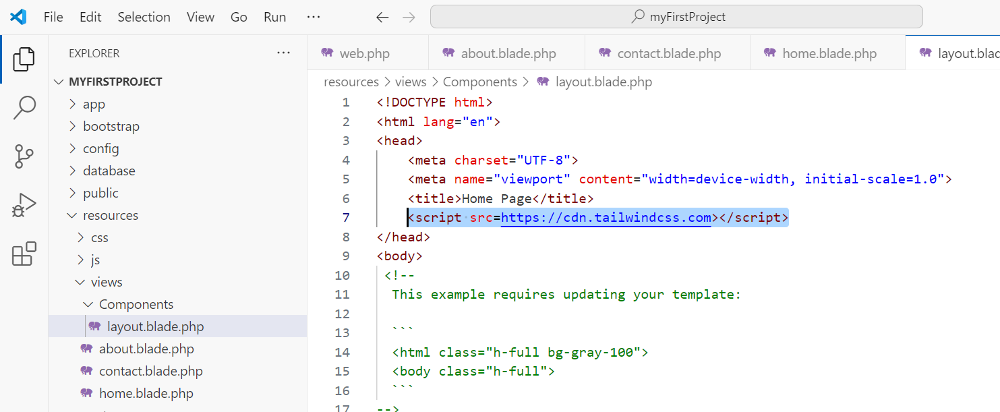 File Edit Selection View Go Run ···
myFirstProject
EXPLORER ···
MYFIRSTPROJECT
app
bootstrap
config
database
public
resources
css
js
views
Components
layout.blade.php
about.blade.php
contact.blade.php
home.blade.php
web.php about.blade.php contact.blade.php home.blade.php layout.blad
resources > views > Components > layout.blade.php
1 <!DOCTYPE html>
2 <html lang="en">
3 <head>
4 <meta charset="UTF-8">
5 <meta name="viewport" content="width=device-width, initial-scale=1.0">
6 <title>Home Page</title>
7 <script src=https://cdn.tailwindcss.com></script>
8 </head>
9 <body>
10 <!--
11 This example requires updating your template:
12
13 ```
14 <html class="h-full bg-gray-100">
15 <body class="h-full">
16 ```
17 -->